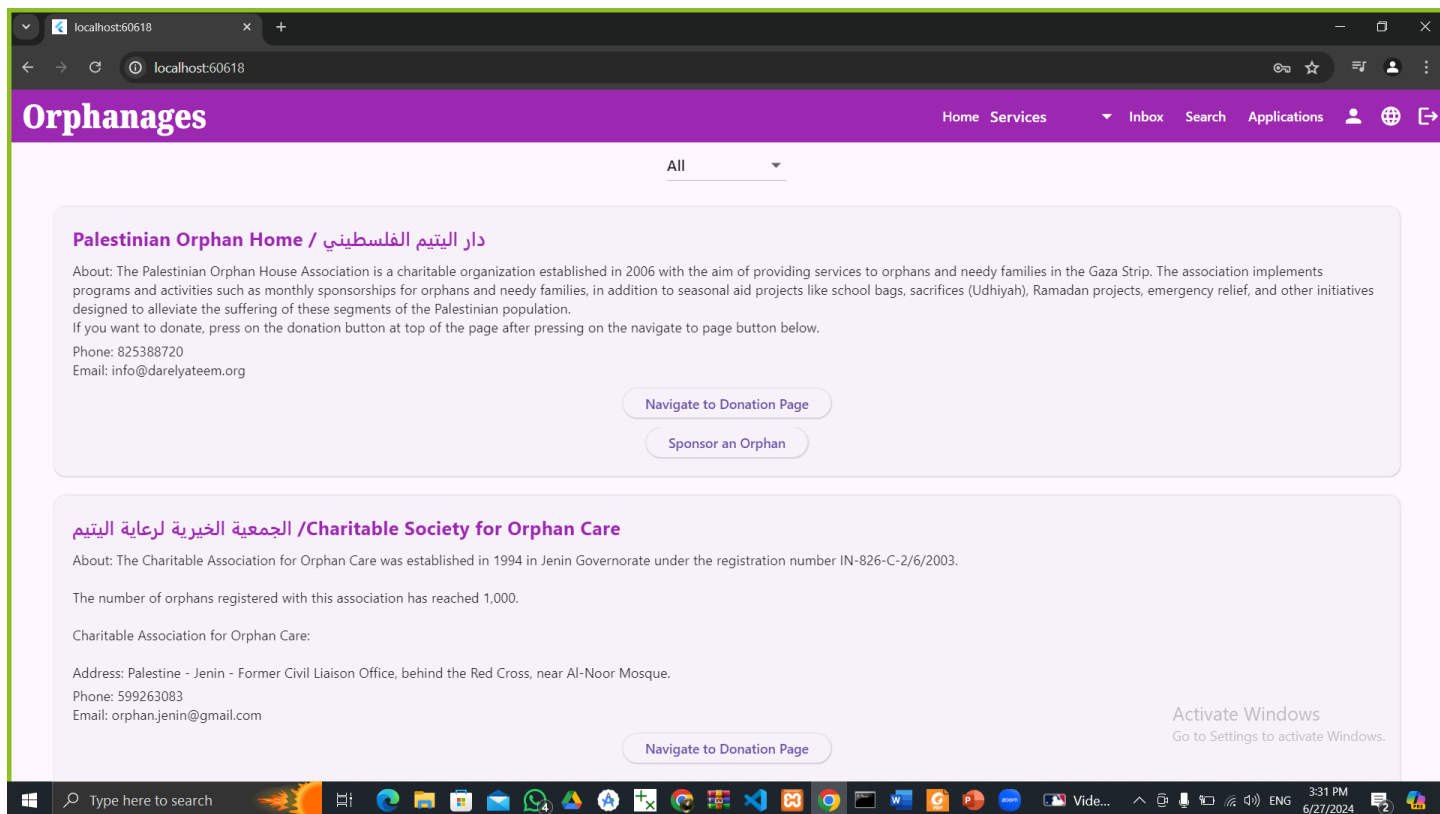 localhost:60618
localhost:60618
Orphanages
Home Services Inbox Search Applications
All
Palestinian Orphan Home / دار اليتيم الفلسطيني
About: The Palestinian Orphan House Association is a charitable organization established in 2006 with the aim of providing services to orphans and needy families in the Gaza Strip. The association implements
programs and activities such as monthly sponsorships for orphans and needy families, in addition to seasonal aid projects like school bags, sacrifices (Udhiyah), Ramadan projects, emergency relief, and other initiatives
designed to alleviate the suffering of these segments of the Palestinian population.
If you want to donate, press on the donation button at top of the page after pressing on the navigate to page button below.
Phone: 825388720
Email: info@darelyateem.org
Navigate to Donation Page
Sponsor an Orphan
الجمعية الخيرية لرعاية اليتيم /Charitable Society for Orphan Care
About: The Charitable Association for Orphan Care was established in 1994 in Jenin Governorate under the registration number IN-826-C-2/6/2003.
The number of orphans registered with this association has reached 1,000.
Charitable Association for Orphan Care:
Address: Palestine - Jenin - Former Civil Liaison Office, behind the Red Cross, near Al-Noor Mosque.
Phone: 599263083
Email: orphan.jenin@gmail.com
Navigate to Donation Page
Activate Windows
Go to Settings to activate Windows.
Type here to search
Vide...
ENG
3:31 PM
6/27/2024